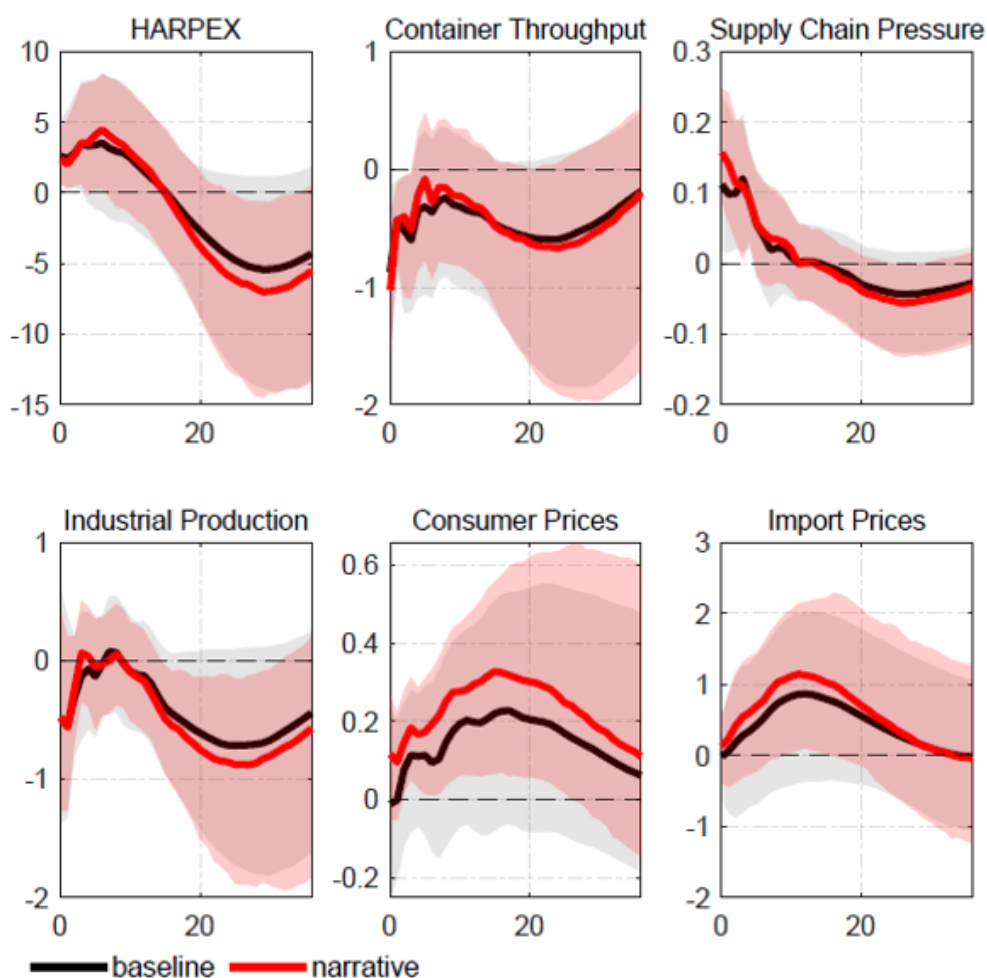 HARPEX Container Throughput Supply Chain Pressure
10 1 0.3
5 0.2
0 0 0.1
-5 -1 0
-10 -0.1
-15 -2 -0.2
0 20 0 20 0 20
Industrial Production Consumer Prices Import Prices
1 0.6 3
0 0.4 2
0.2 1
-1 0 0
-0.2 -1
-2 -2
0 20 0 20 0 20
baseline narrative